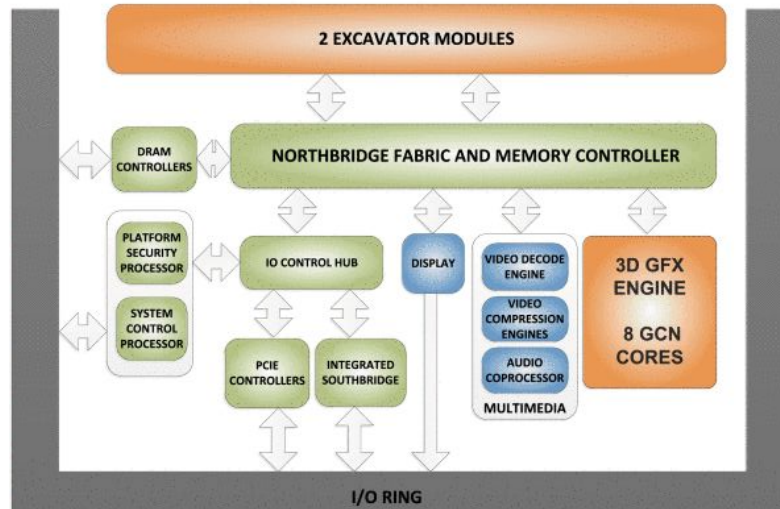 2 EXCAVATOR MODULES
DRAM
CONTROLLERS
NORTHBRIDGE FABRIC AND MEMORY CONTROLLER
PLATFORM
SECURITY
PROCESSOR
SYSTEM
CONTROL
PROCESSOR
IO CONTROL HUB
DISPLAY
VIDEO DECODE
ENGINE
VIDEO
COMPRESSION
ENGINES
AUDIO
COPROCESSOR
MULTIMEDIA
3D GFX
ENGINE
8 GCN
CORES
PCIE
CONTROLLERS
INTEGRATED
SOUTHBRIDGE
I/O RING